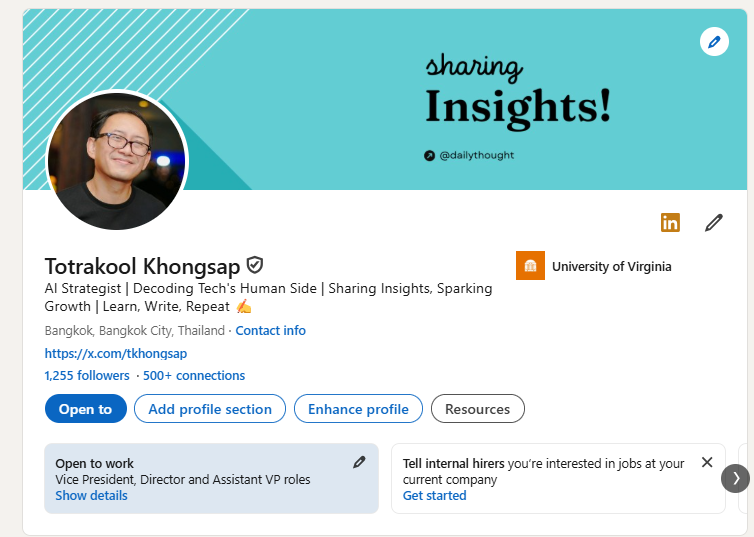 sharing
Insights!
@dailythought
in
Totrakool Khongsap
University of Virginia
AI Strategist | Decoding Tech's Human Side | Sharing Insights, Sparking
Growth | Learn, Write, Repeat ✍️
Bangkok, Bangkok City, Thailand · Contact info
https://x.com/tkhongsap
1,255 followers · 500+ connections
Open to
Add profile section
Enhance profile
Resources
Open to work
Vice President, Director and Assistant VP roles
Show details
Tell internal hirers you’re interested in jobs at your
current company
Get started